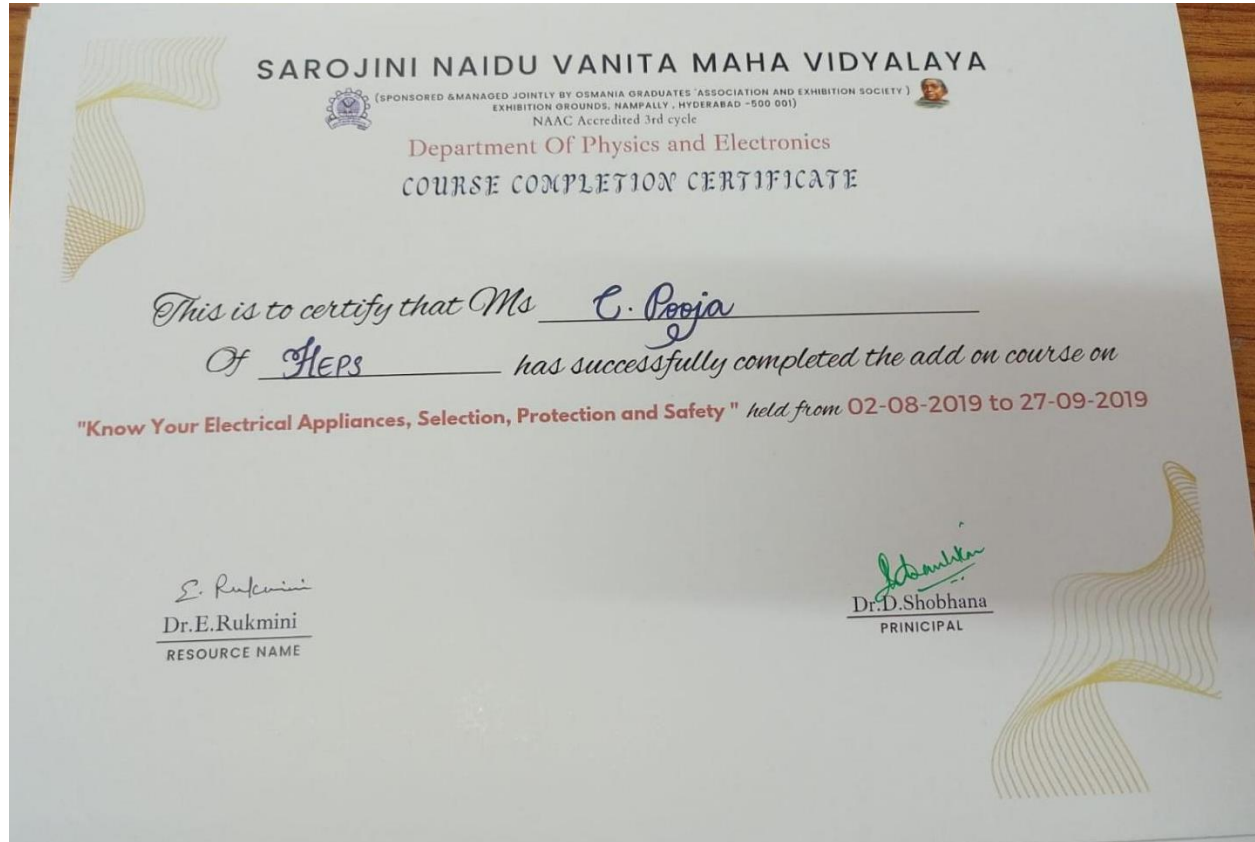 SAROJINI NAIDU VANITA MAHA VIDYALAYA
(SPONSORED &MANAGED JOINTLY BY OSMANIA GRADUATES 'ASSOCIATION AND EXHIBITION SOCIETY )
EXHIBITION GROUNDS, NAMPALLY , HYDERABAD -500 001)
NAAC Accredited 3rd cycle
Department Of Physics and Electronics
COURSE COMPLETION CERTIFICATE
This is to certify that Ms C. Pooja
Of HEPS has successfully completed the add on course on
"Know Your Electrical Appliances, Selection, Protection and Safety " held from 02-08-2019 to 27-09-2019
E. Rukmini
Dr.E.Rukmini
RESOURCE NAME
Dr.D.Shobhana
PRINICIPAL